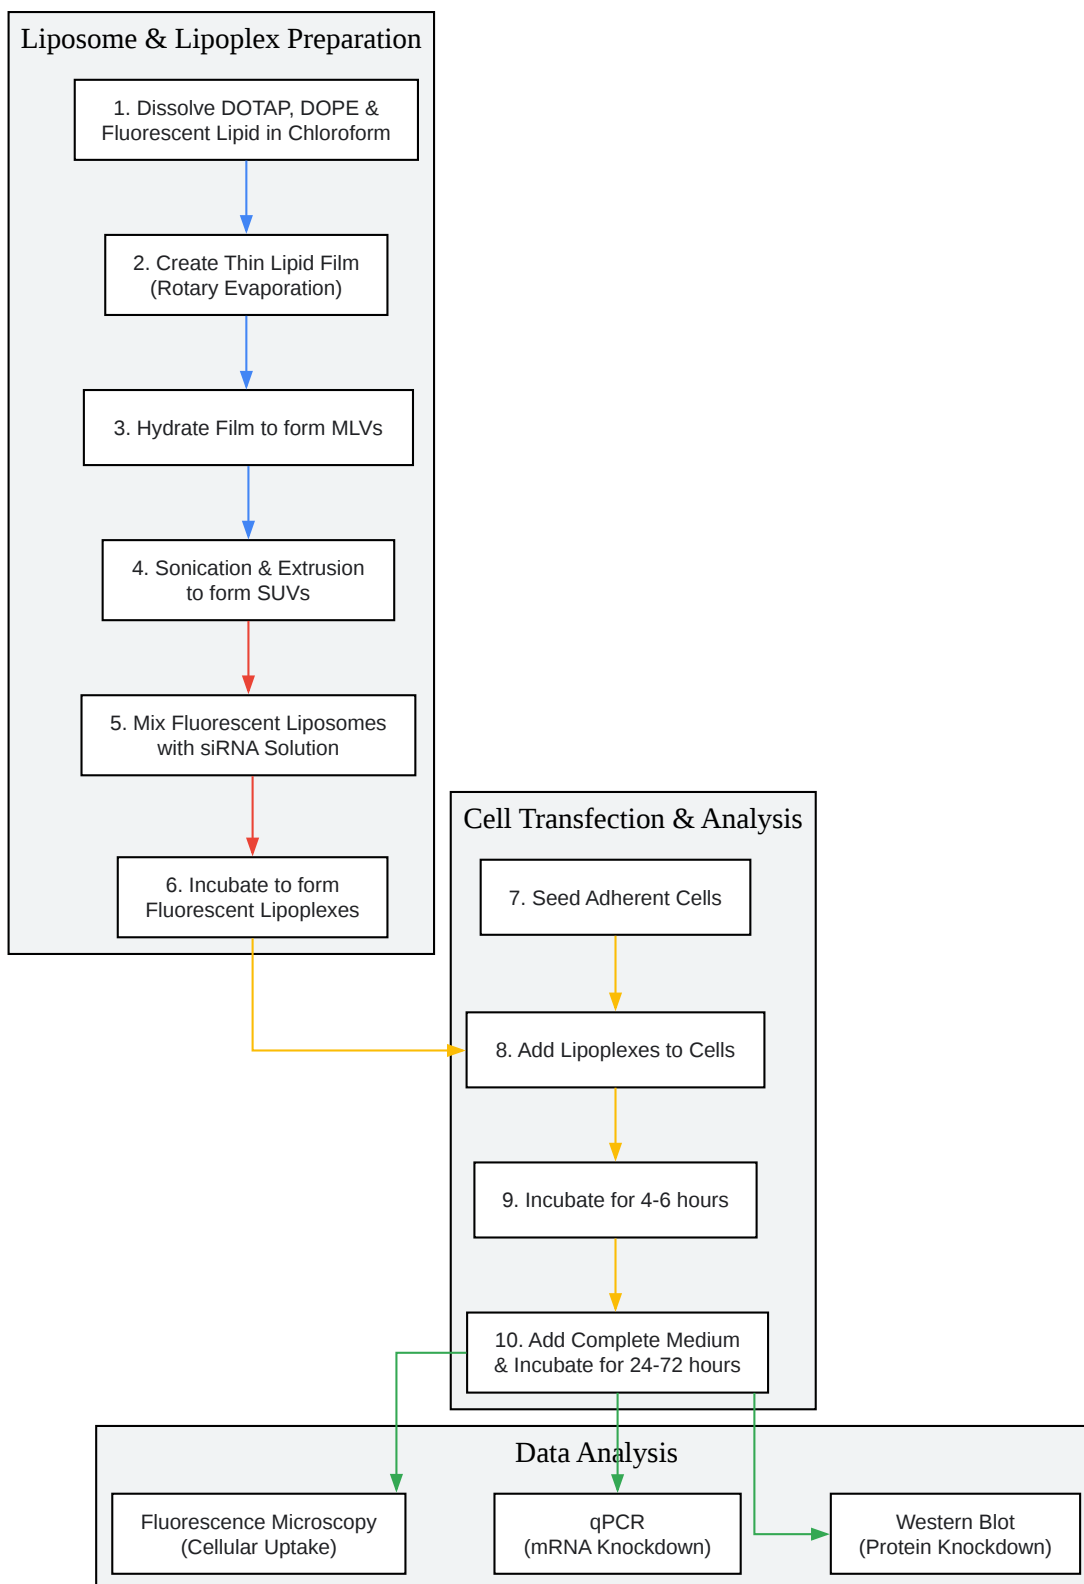 Liposome & Lipoplex Preparation
1. Dissolve DOTAP, DOPE &
Fluorescent Lipid in Chloroform
2. Create Thin Lipid Film
(Rotary Evaporation)
3. Hydrate Film to form MLVs
4. Sonication & Extrusion
to form SUVs
5. Mix Fluorescent Liposomes
with siRNA Solution
6. Incubate to form
Fluorescent Lipoplexes
Cell Transfection & Analysis
7. Seed Adherent Cells
8. Add Lipoplexes to Cells
9. Incubate for 4-6 hours
10. Add Complete Medium
& Incubate for 24-72 hours
Data Analysis
Fluorescence Microscopy
(Cellular Uptake)
qPCR
(mRNA Knockdown)
Western Blot
(Protein Knockdown)